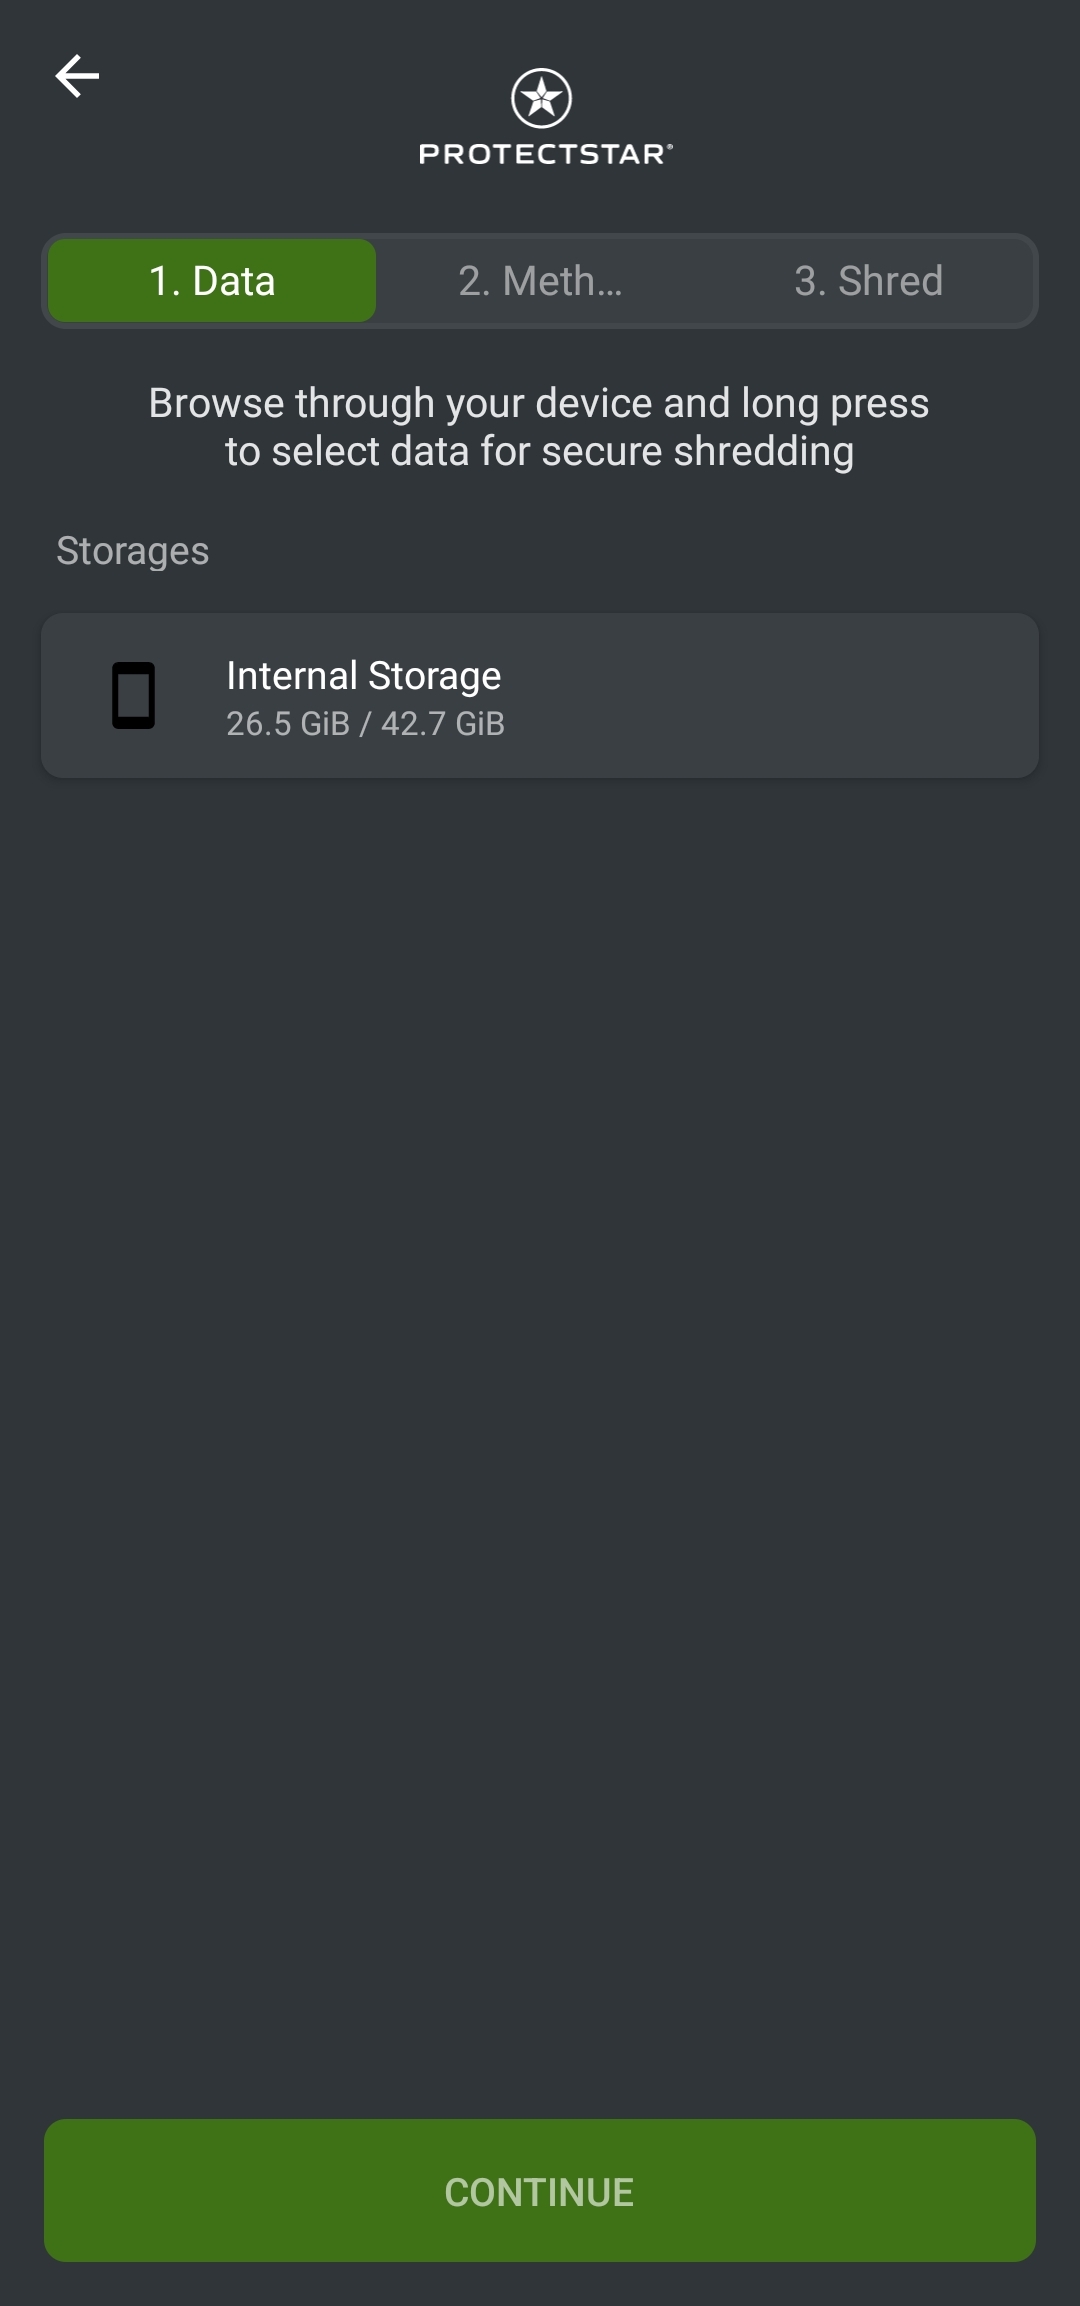 PROTECTSTAR®
1. Data
2. Meth...
3. Shred
Browse through your device and long press
to select data for secure shredding
Storages
Internal Storage
26.5 GiB / 42.7 GiB
CONTINUE